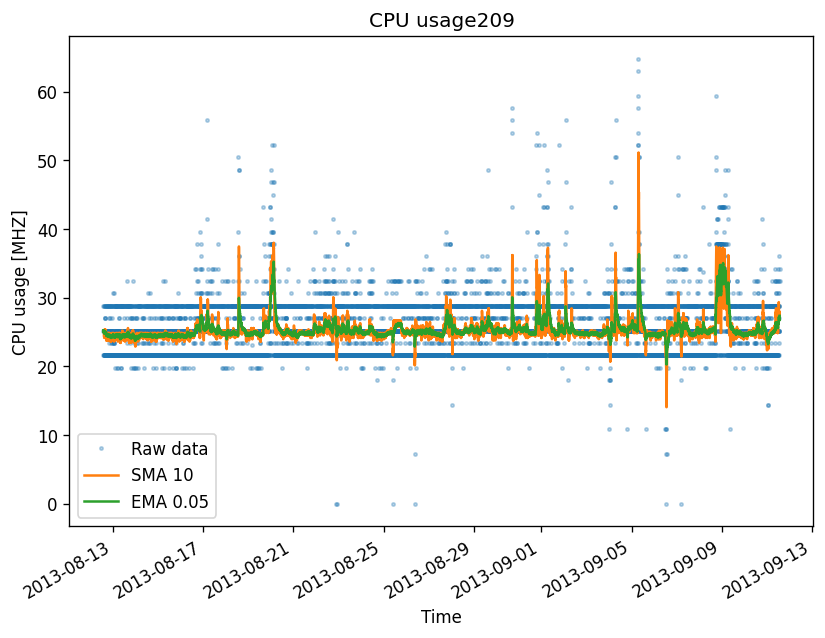 CPU usage209
CPU usage [MHZ]
60
50
40
30
20
10
0
Raw data
SMA 10
EMA 0.05
2013-08-13
2013-08-17
2013-08-21
2013-08-25
2013-08-29
2013-09-01
2013-09-05
2013-09-09
2013-09-13
Time